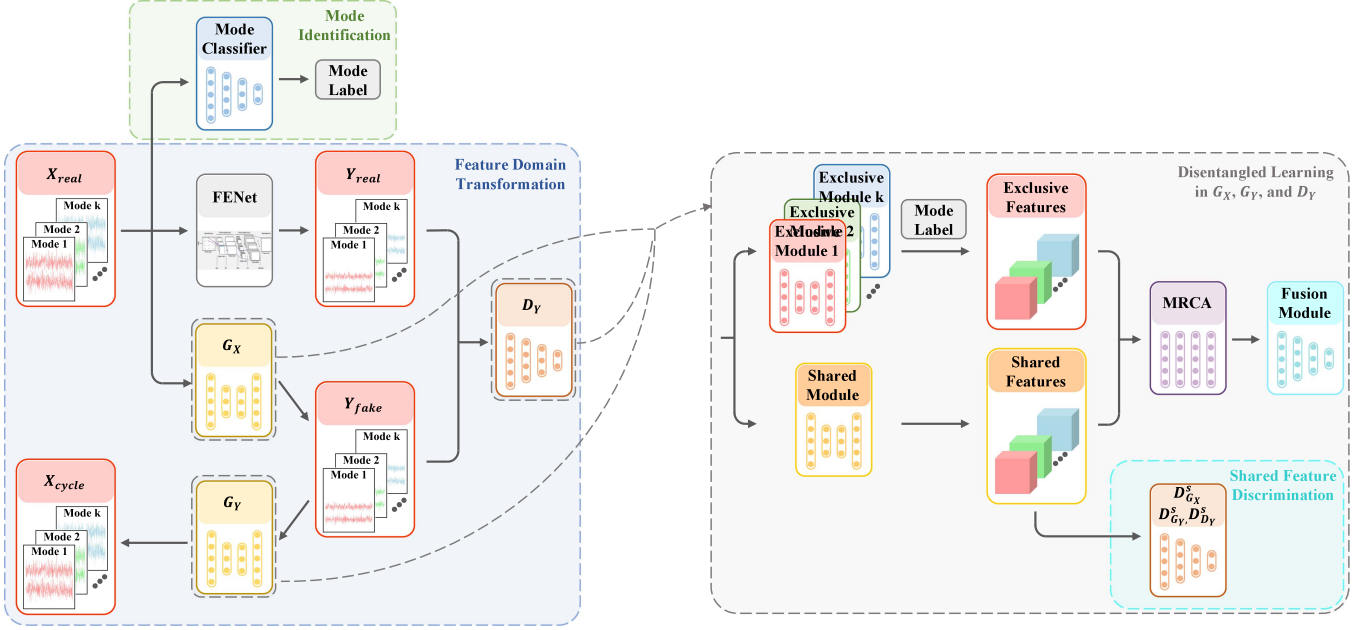 Mode
Identification
Mode
Classifier
Mode
Label
Feature Domain
Transformation
X_real
Mode k
Mode 2
Mode 1
FENet
Y_real
Mode k
Mode 2
Mode 1
G_X
D_Y
Y_fake
Mode k
Mode 2
Mode 1
X_cycle
Mode k
Mode 2
Mode 1
G_Y
Disentangled Learning
in G_X, G_Y, and D_Y
Exclusive
Module k
Exclusive
Module 2
Exclusive
Module 1
Mode
Label
Exclusive
Features
Shared
Module
Shared
Features
MRCA
Fusion
Module
Shared Feature
Discrimination
D^s_{G_X}
D^s_{G_Y}, D^s_{D_Y}